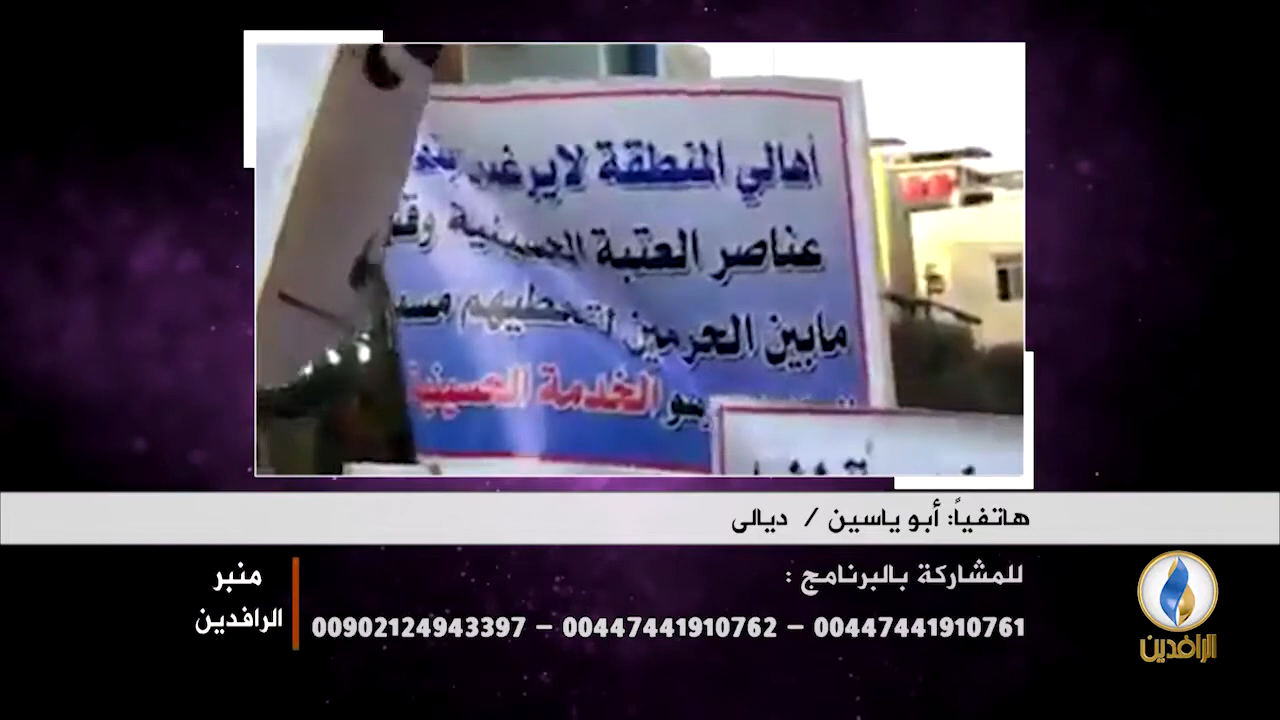 أهالي المنطقة لايرغبون
عناصر العتبة الحسينية
مابين الحرمين لتخطيهم
الخدمة الحسينية
هاتفياً: أبو ياسين / ديالى
للمشاركة بالبرنامج :
00447441910761 – 00447441910762 – 00902124943397
منبر
الرافدين
الرافدين